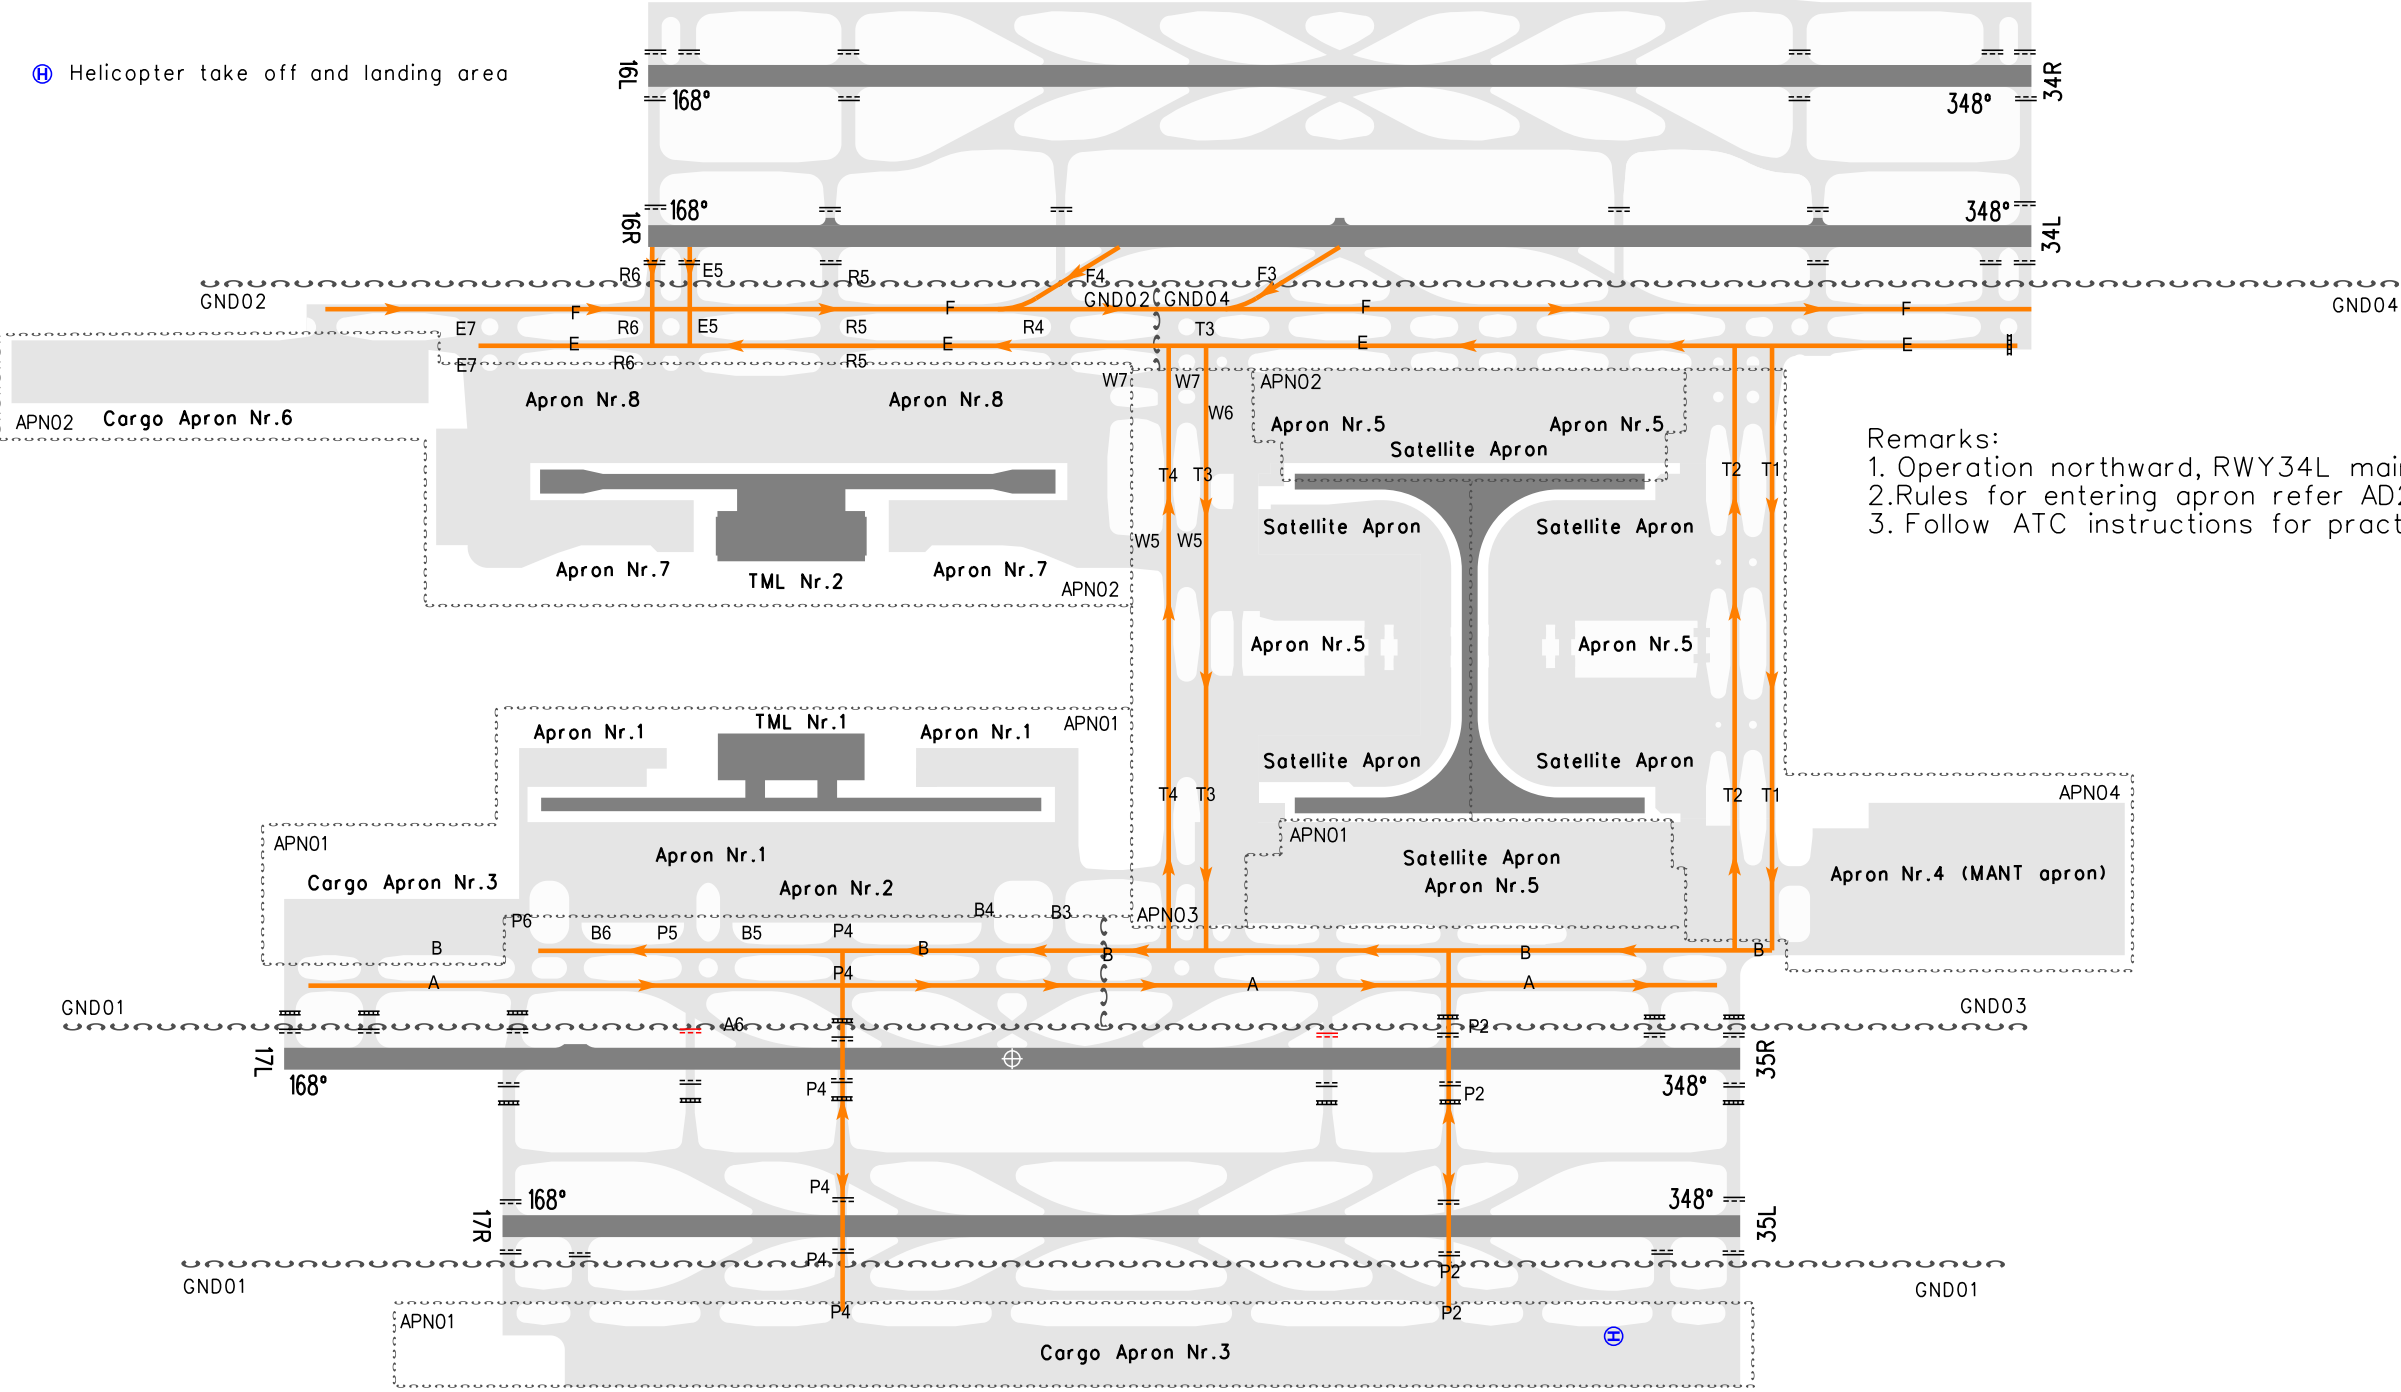 16L
34R
H Helicopter take off and landing area
168°
348°
168°
348°
16R
34L
R6
E5
R5
F4
F3
GND02
GND02
GND04
GND04
F
F
F
F
E7
R6
E5
R5
R4
T3
E
E
E
E
E7
R6
R5
W7
W7
APN02
Apron Nr.8
Apron Nr.8
W6
APN02
Cargo Apron Nr.6
Apron Nr.5
Apron Nr.5
Satellite Apron
Remarks:
1. Operation northward, RWY34L
2.Rules for entering apron refer
3. Follow ATC instructions for
T4
T3
T2
T1
Satellite Apron
Satellite Apron
W5
W5
Apron Nr.7
Apron Nr.7
TML Nr.2
APN02
Apron Nr.5
Apron Nr.5
TML Nr.1
APN01
Apron Nr.1
Apron Nr.1
Satellite Apron
Satellite Apron
T4
T3
T2
T1
APN04
APN01
APN01
Apron Nr.1
Satellite Apron
Apron Nr.5
Cargo Apron Nr.3
Apron Nr.2
Apron Nr.4 (MANT apron)
P6
B4
B3
APN03
B6
P5
B5
P4
B
B
B
B
B
P4
A
A
A
GND01
GND03
A6
P2
17L
35R
168°
348°
P4
P2
P4
168°
348°
17R
35L
P4
P2
GND01
GND01
P4
P2
APN01
H
Cargo Apron Nr.3